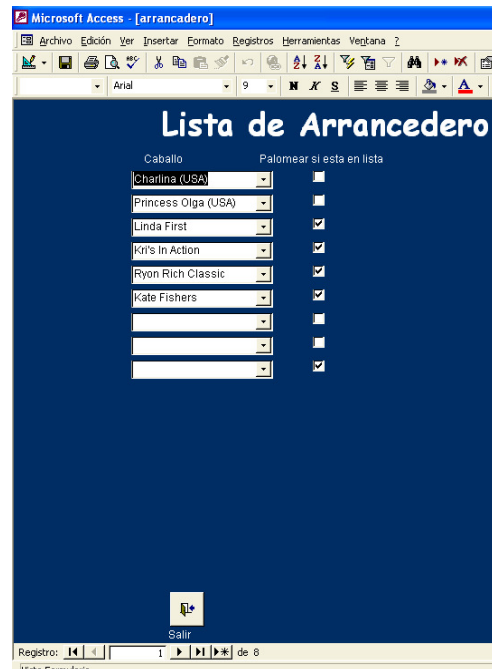 Microsoft Access - [arrancadero]
Archivo Edición Ver Insertar Formato Registros Herramientas Ventana ?
Arial 9 N K S
Lista de Arrancedero
Caballo Palomear si esta en lista
Charlina (USA)
Princess Olga (USA)
Linda First
Kri's In Action
Ryon Rich Classic
Kate Fishers
Salir
Registro: 1 de 8